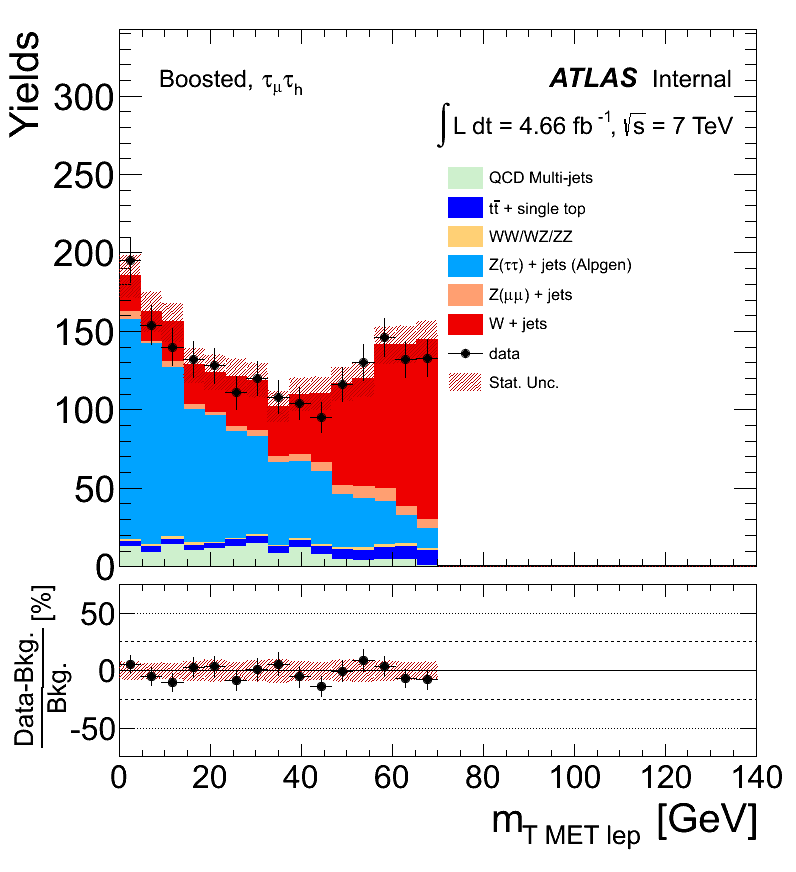 Yields
Boosted, τμτh
ATLAS Internal
∫L dt = 4.66 fb-1, √s = 7 TeV
QCD Multi-jets
tt̄ + single top
WW/WZ/ZZ
Z(ττ) + jets (Alpgen)
Z(μμ) + jets
W + jets
data
Stat. Unc.
300
250
200
150
100
50
0
Data-Bkg. [%]
Bkg.
50
0
-50
0 20 40 60 80 100 120 140
mT MET lep [GeV]